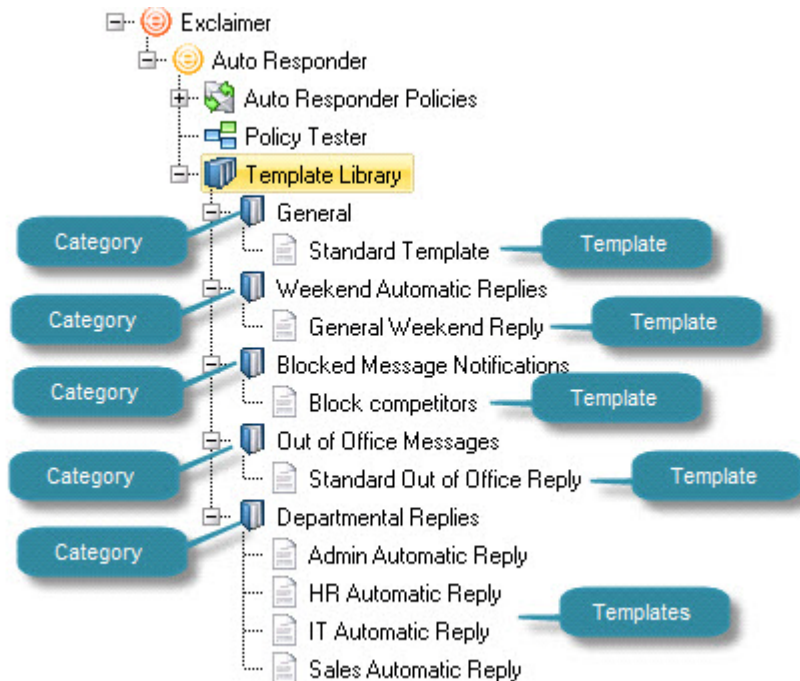 Exclaimer
Auto Responder
Auto Responder Policies
Policy Tester
Template Library
Category
General
Standard Template
Template
Category
Weekend Automatic Replies
General Weekend Reply
Template
Category
Blocked Message Notifications
Block competitors
Template
Category
Out of Office Messages
Standard Out of Office Reply
Template
Category
Departmental Replies
Admin Automatic Reply
HR Automatic Reply
Templates
IT Automatic Reply
Sales Automatic Reply